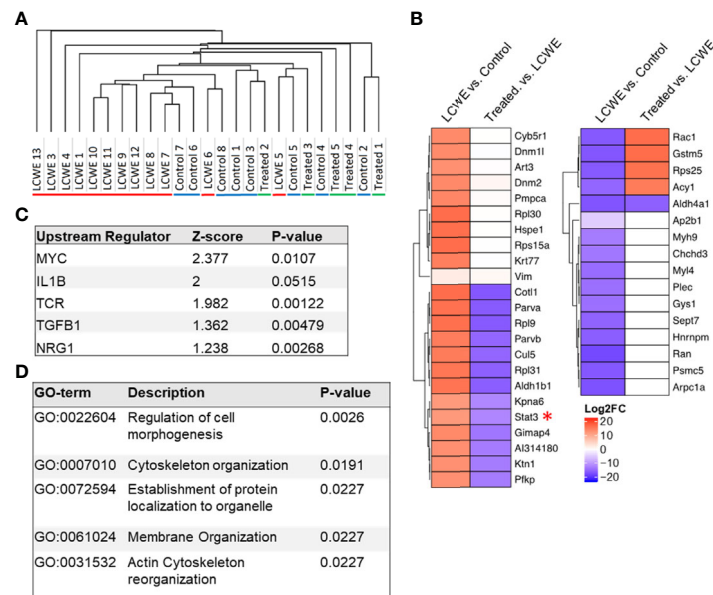 A
LCWE 13
LCWE 3
LCWE 4
LCWE 1
LCWE 10
LCWE 11
LCWE 9
LCWE 12
LCWE 8
LCWE 7
Control 7
Control 6
LCWE 6
Control 8
Control 1
Control 3
Treated 2
LCWE 5
Control 5
Treated 3
Control 4
Treated 5
Treated 4
Control 2
Treated 1
B
LCWE vs. Control
Treated. vs. LCWE
Cyb5r1
Dnm1l
Art3
Dnm2
Pmpca
Rpl30
Hspe1
Rps15a
Krt77
Vim
Cotl1
Parva
Rpl9
Parvb
Cul5
Rpl31
Aldh1b1
Kpna6
Stat3 *
Gimap4
AI314180
Ktn1
Pfkp
LCWE vs. Control
Treated vs. LCWE
Rac1
Gstm5
Rps25
Acy1
Aldh4a1
Ap2b1
Myh9
Chchd3
Myl4
Plec
Gys1
Sept7
Hnrnpm
Ran
Psmc5
Arpc1a
Log2FC
20
10
0
−10
−20
C
Upstream Regulator Z-score P-value
MYC 2.377 0.0107
IL1B 2 0.0515
TCR 1.982 0.00122
TGFB1 1.362 0.00479
NRG1 1.238 0.00268
D
GO-term Description P-value
GO:0022604 Regulation of cell 0.0026
morphogenesis
GO:0007010 Cytoskeleton organization 0.0191
GO:0072594 Establishment of protein 0.0227
localization to organelle
GO:0061024 Membrane Organization 0.0227
GO:0031532 Actin Cytoskeleton 0.0227
reorganization